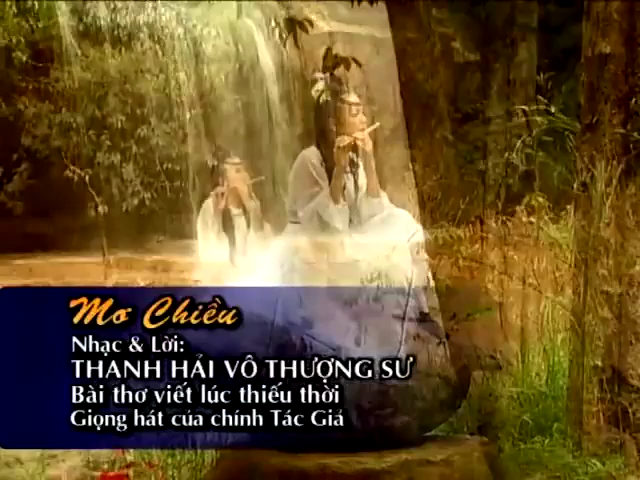 Mơ Chiều
Nhạc & Lời:
THANH HẢI VÔ THƯỢNG SƯ
Bài thơ viết lúc thiếu thời
Giọng hát của chính Tác Giả